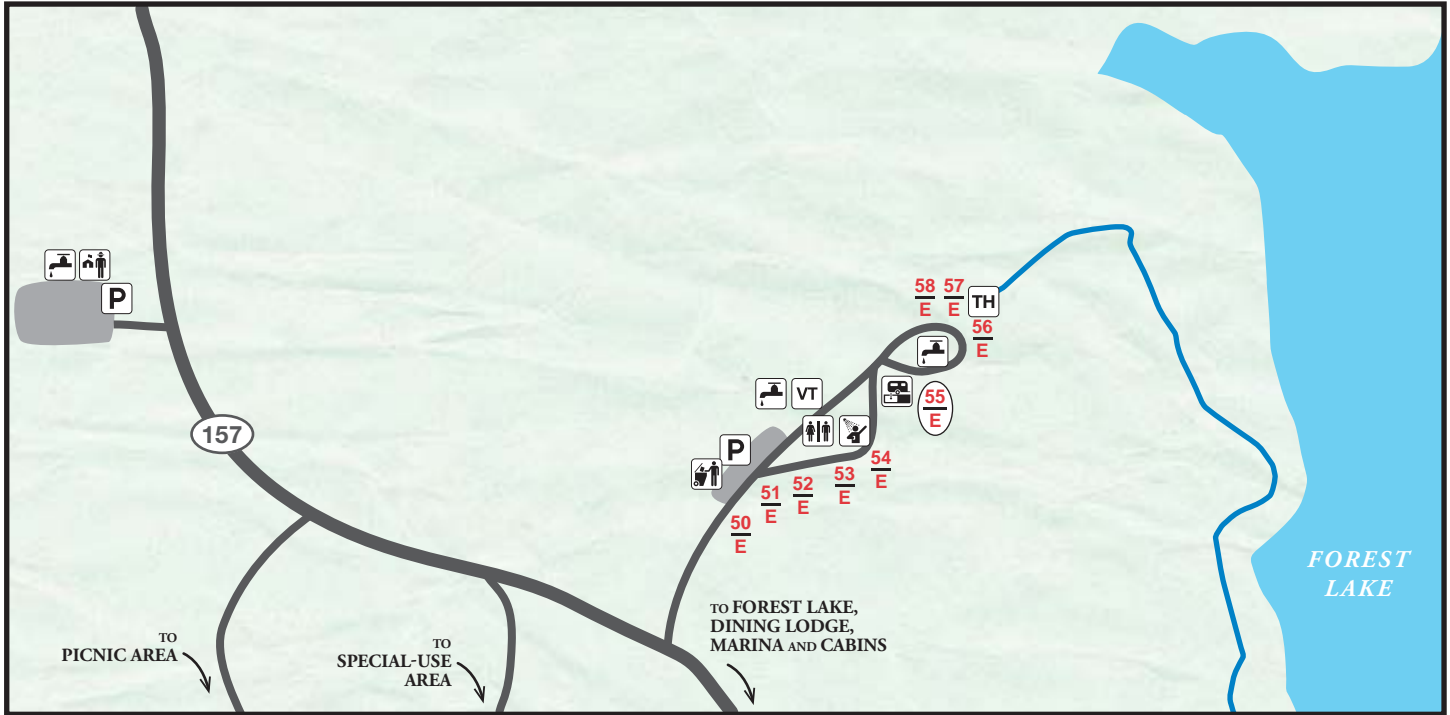 P
58
E
57
E
TH
56
E
VT
55
E
157
P
54
E
53
E
52
E
51
E
50
E
FOREST
LAKE
TO FOREST LAKE,
DINING LODGE,
MARINA AND CABINS
TO
PICNIC AREA
TO
SPECIAL-USE
AREA